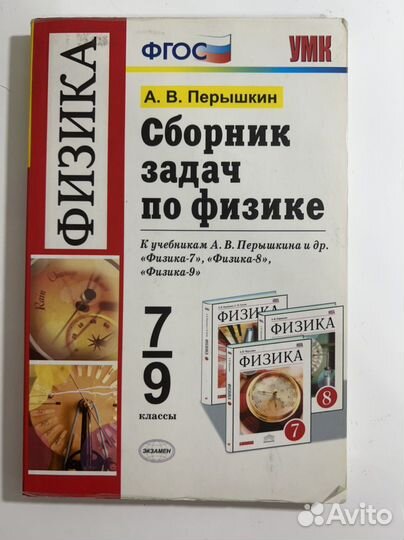 ФИЗИКА
ФГОС
УМК
А. В. Перышкин
Сборник
задач
по физике
К учебникам А. В. Перышкина и др.
«Физика-7», «Физика-8»,
«Физика-9»
7
9
классы
ФИЗИКА
ФИЗИКА
ФИЗИКА
7
8
ЭКЗАМЕН
Avito